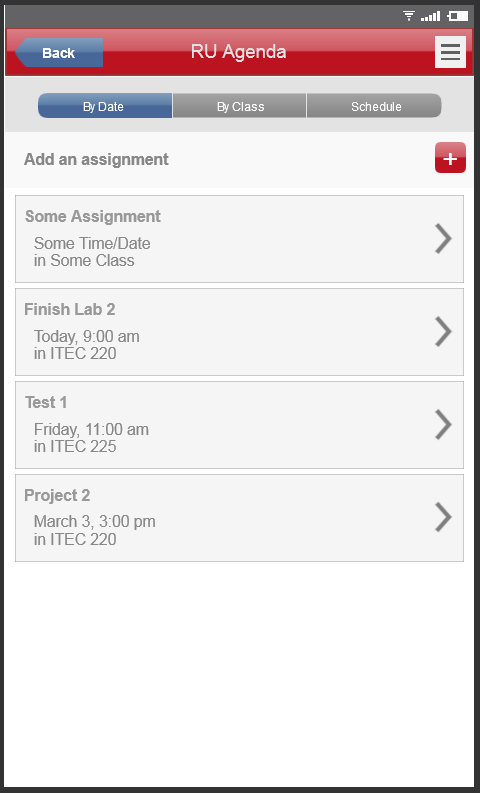 Back
RU Agenda
By Date
By Class
Schedule
Add an assignment
+
Some Assignment
Some Time/Date
in Some Class
Finish Lab 2
Today, 9:00 am
in ITEC 220
Test 1
Friday, 11:00 am
in ITEC 225
Project 2
March 3, 3:00 pm
in ITEC 220